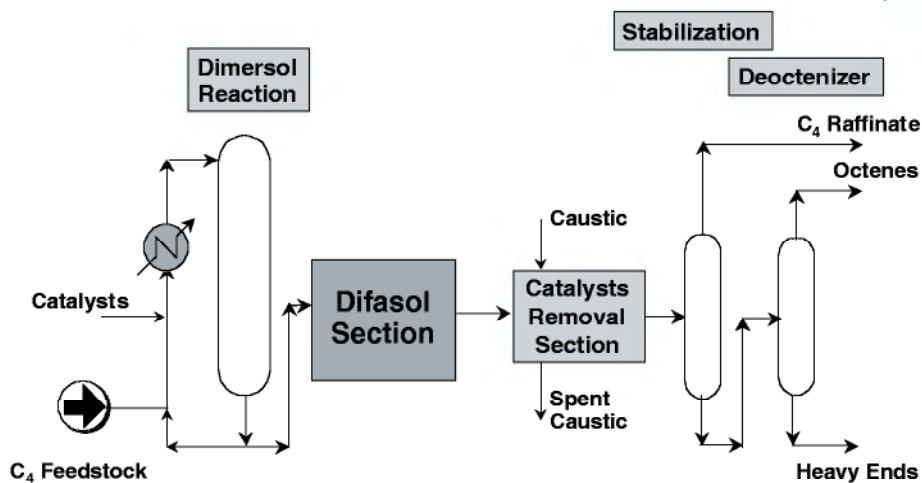 Stabilization
Dimersol
Reaction
Deoctenizer
C₄ Raffinate
Octenes
Caustic
Catalysts
Difasol
Section
Catalysts
Removal
Section
Spent
Caustic
C₄ Feedstock
Heavy Ends